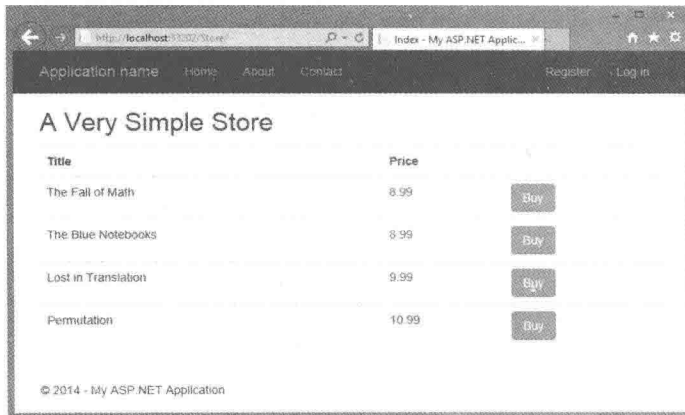 http://localhost:53202/Store/
Index - My ASP.NET Applic...
Application name Home About Contact Register Log in
A Very Simple Store
Title Price
The Fall of Math 8.99 Buy
The Blue Notebooks 8.99 Buy
Lost in Translation 9.99 Buy
Permutation 10.99 Buy
© 2014 - My ASP.NET Application